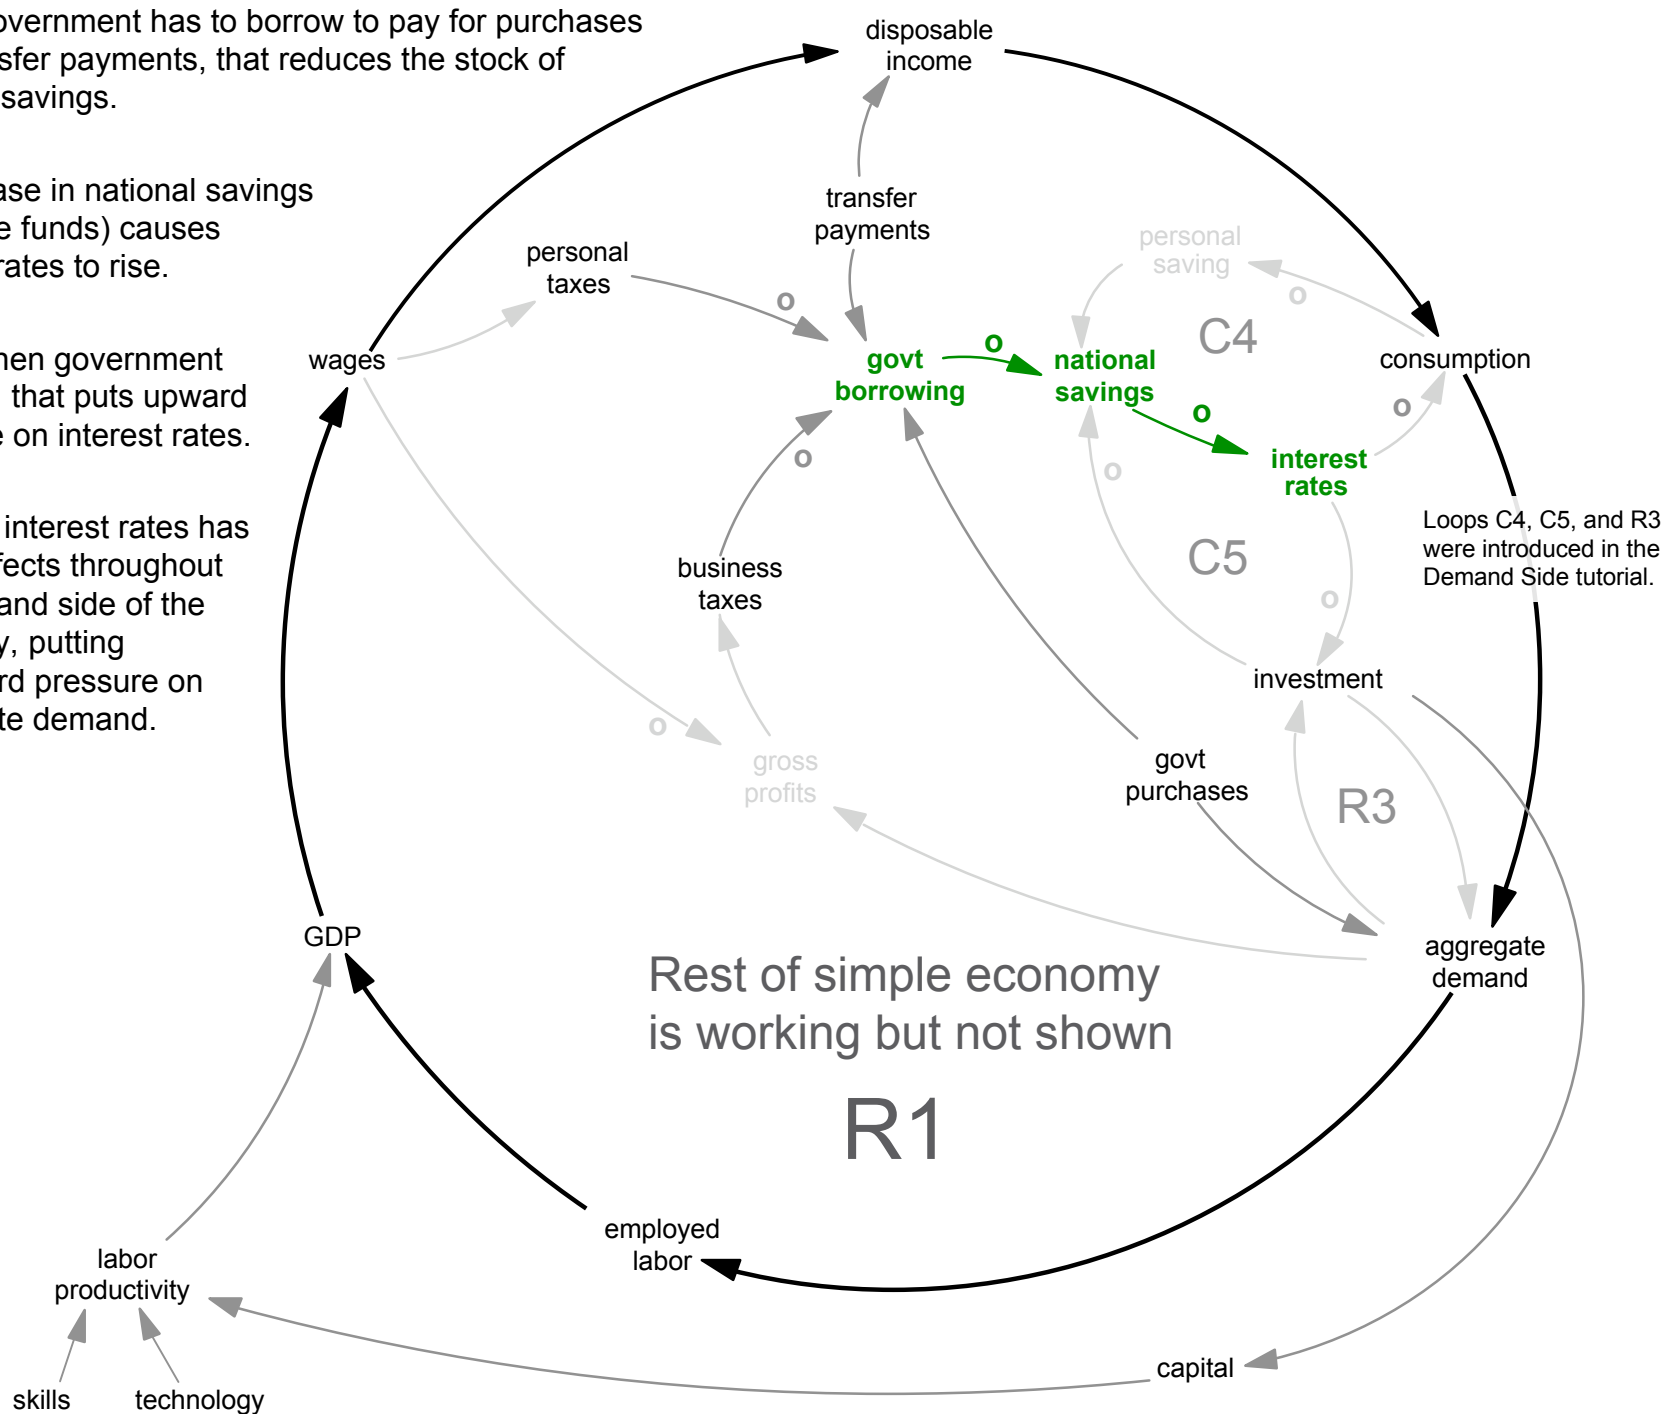 overnment has to borrow to pay for purchases
sfer payments, that reduces the stock of
savings.
ase in national savings
e funds) causes
rates to rise.
hen government
that puts upward
e on interest rates.
interest rates has
fects throughout
and side of the
y, putting
rd pressure on
te demand.
disposable
income
transfer
payments
personal
taxes
personal
saving
o
o
C4
wages
govt
borrowing
o
national
savings
consumption
o
o
interest
rates
o
o
business
taxes
C5
o
Loops C4, C5, and R3
were introduced in the
Demand Side tutorial.
investment
o
gross
profits
govt
purchases
R3
GDP
aggregate
demand
Rest of simple economy
is working but not shown
R1
employed
labor
labor
productivity
capital
skills
technology